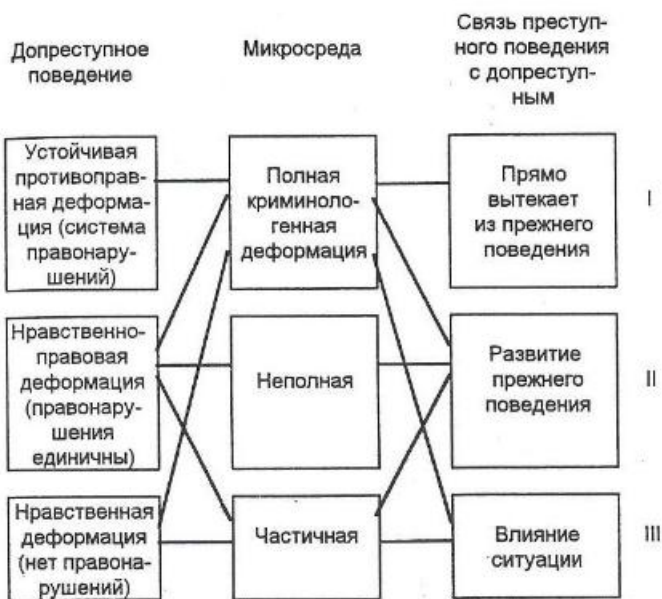 Допреступное
поведение
Микросреда
Связь преступ-
ного поведения
с допреступ-
ным
Устойчивая
противоправ-
ная деформа-
ция (система
правонару-
шений)
Полная
криминоло-
генная
деформация
Прямо
вытекает
из прежнего
поведения
I
Нравственно-
правовая
деформация
(правонару-
шения
единичны)
Неполная
Развитие
прежнего
поведения
II
Нравственная
деформация
(нет правона-
рушений)
Частичная
Влияние
ситуации
III